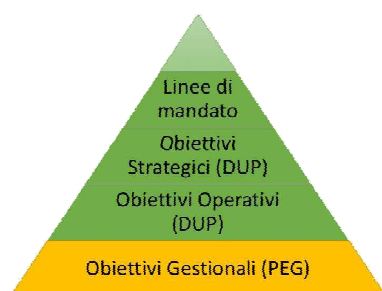 Linee di
mandato
Obiettivi
Strategici (DUP)
Obiettivi Operativi
(DUP)
Obiettivi Gestionali (PEG)